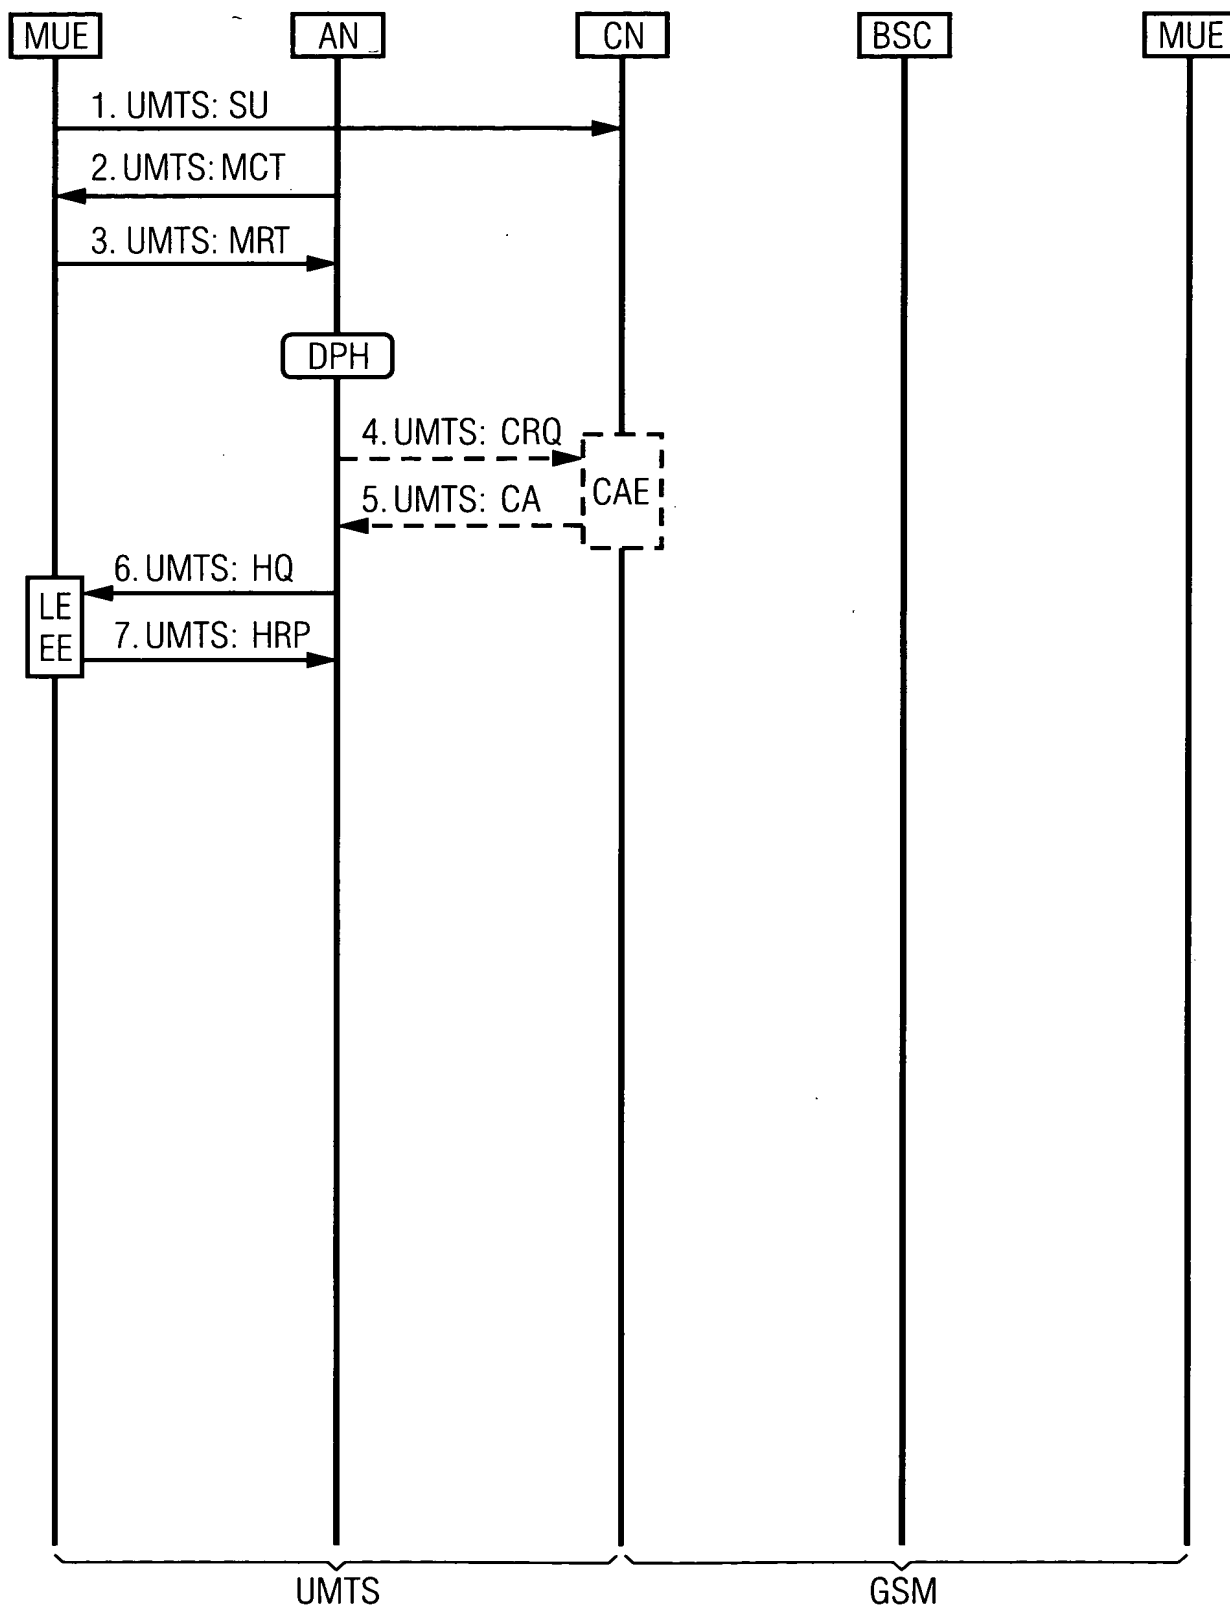 MUE AN CN BSC MUE
1. UMTS: SU
2. UMTS: MCT
3. UMTS: MRT
DPH
4. UMTS: CRQ
CAE
5. UMTS: CA
6. UMTS: HQ
LE
EE
7. UMTS: HRP
UMTS GSM